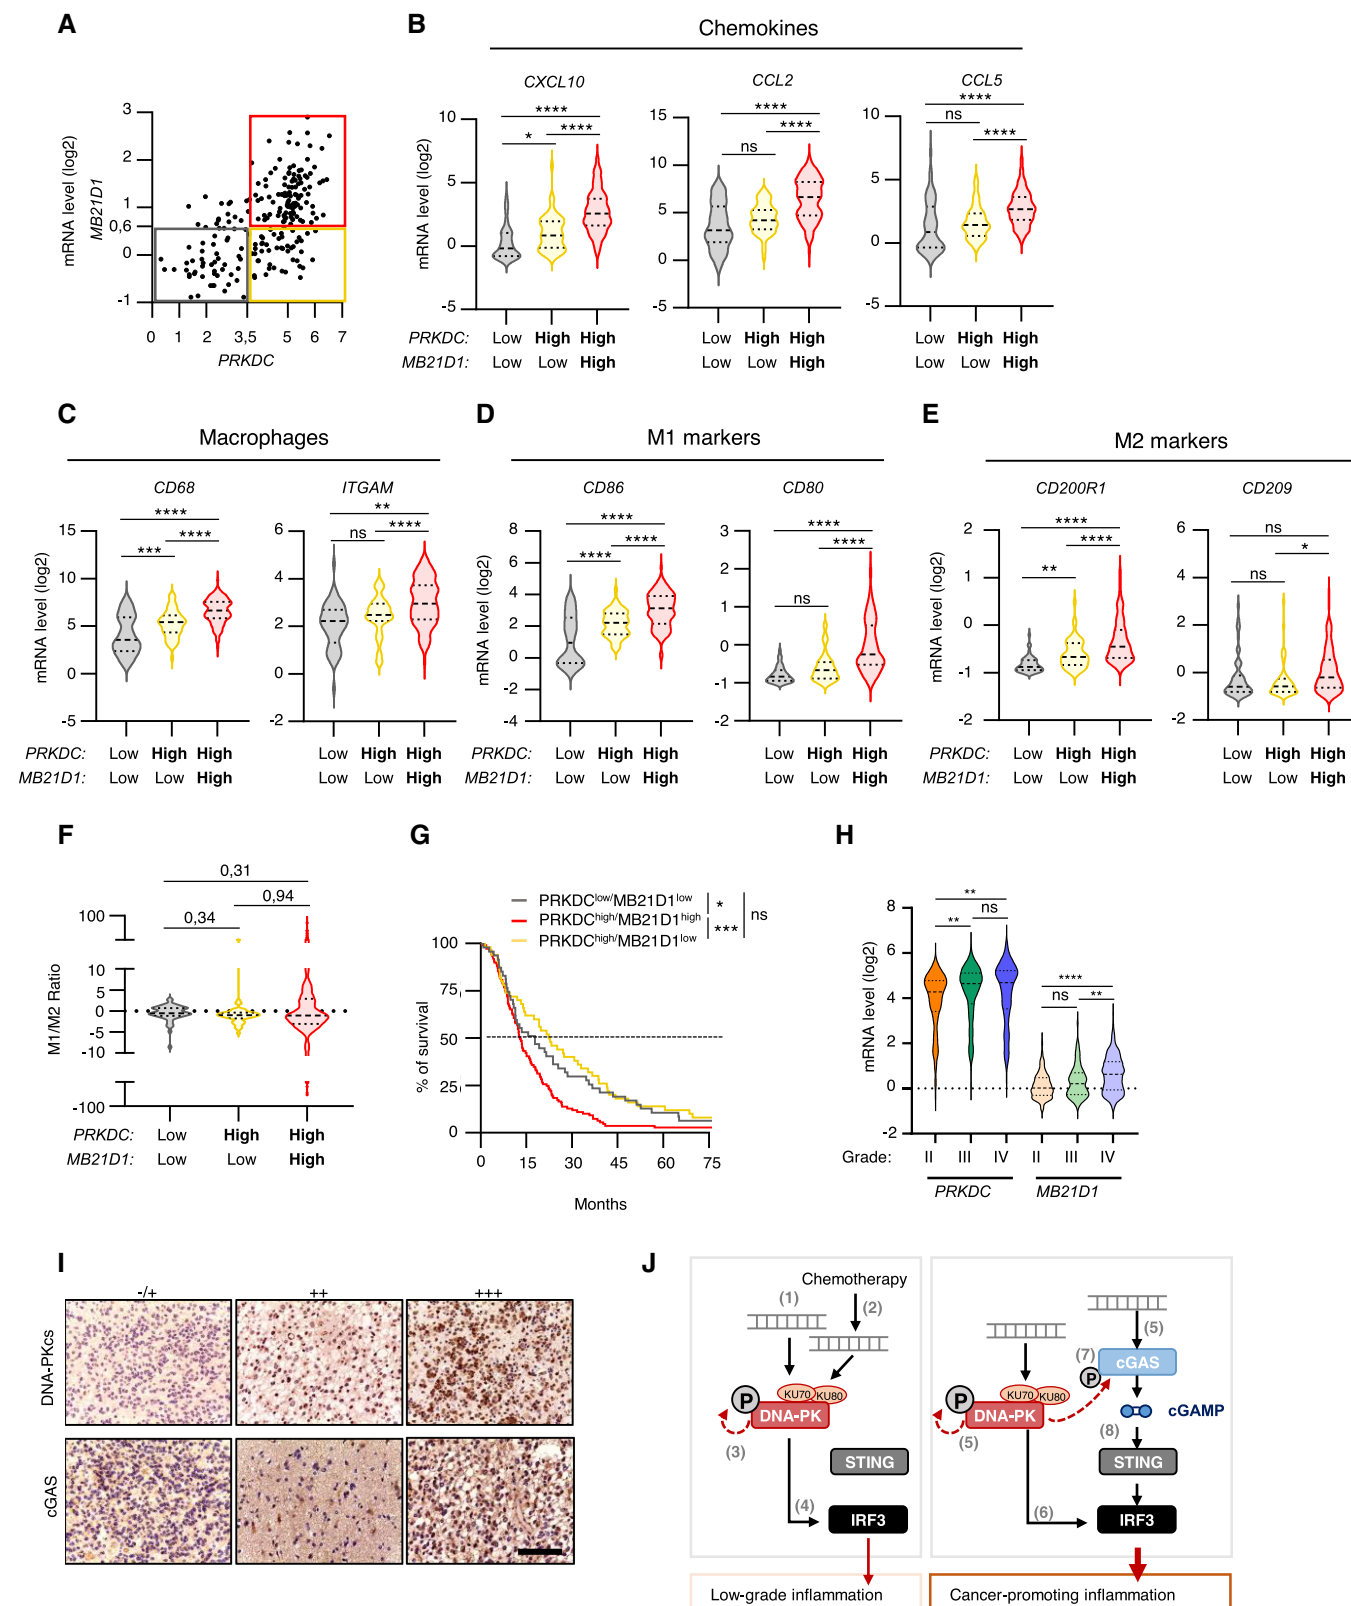 A
3
2
1
0,6
0
-1
mRNA level (log2)
MB21D1
0 1 2 3,5 5 6 7
PRKDC
B
Chemokines
CXCL10
CCL2
CCL5
mRNA level (log2)
10
5
0
-5
****
* ****
15
10
5
0
-5
****
ns ****
10
5
0
-5
****
ns
****
PRKDC: Low High High Low High High Low High High
MB21D1: Low Low High Low Low High Low Low High
C
Macrophages
CD68
ITGAM
mRNA level (log2)
15
10
5
0
-5
****
*** ****
6
4
2
0
-2
**
ns ****
PRKDC: Low High High Low High High
MB21D1: Low Low High Low Low High
D
M1 markers
CD86
CD80
mRNA level (log2)
8
6
4
2
0
-2
-4
****
**** ****
3
2
1
0
-1
-2
****
ns ****
PRKDC: Low High High Low High High
MB21D1: Low Low High Low Low High
E
M2 markers
CD200R1
CD209
mRNA level (log2)
2
1
0
-1
-2
****
** ****
6
4
2
0
-2
ns
ns *
PRKDC: Low High High Low High High
MB21D1: Low Low High Low Low High
F
M1/M2 Ratio
100
10
5
0
-5
-10
-100
0,31
0,94
0,34
PRKDC: Low High High
MB21D1: Low Low High
G
PRKDClow/MB21D1low
PRKDChigh/MB21D1high
PRKDChigh/MB21D1low
*
***
ns
% of survival
100
75
50
25
0
0 15 30 45 60 75
Months
H
mRNA level (log2)
8
6
4
2
0
-2
**
** ns
****
ns **
Grade: II III IV II III IV
PRKDC MB21D1
I
-/+ ++ +++
DNA-PKcs
cGAS
J
Chemotherapy
(1)
(2)
KU70 KU80
P
DNA-PK
(3)
STING
(4)
IRF3
Low-grade inflammation
(5)
(7)
cGAS
P
KU70 KU80
P
DNA-PK
cGAMP
(5)
(8)
STING
(6)
IRF3
Cancer-promoting inflammation